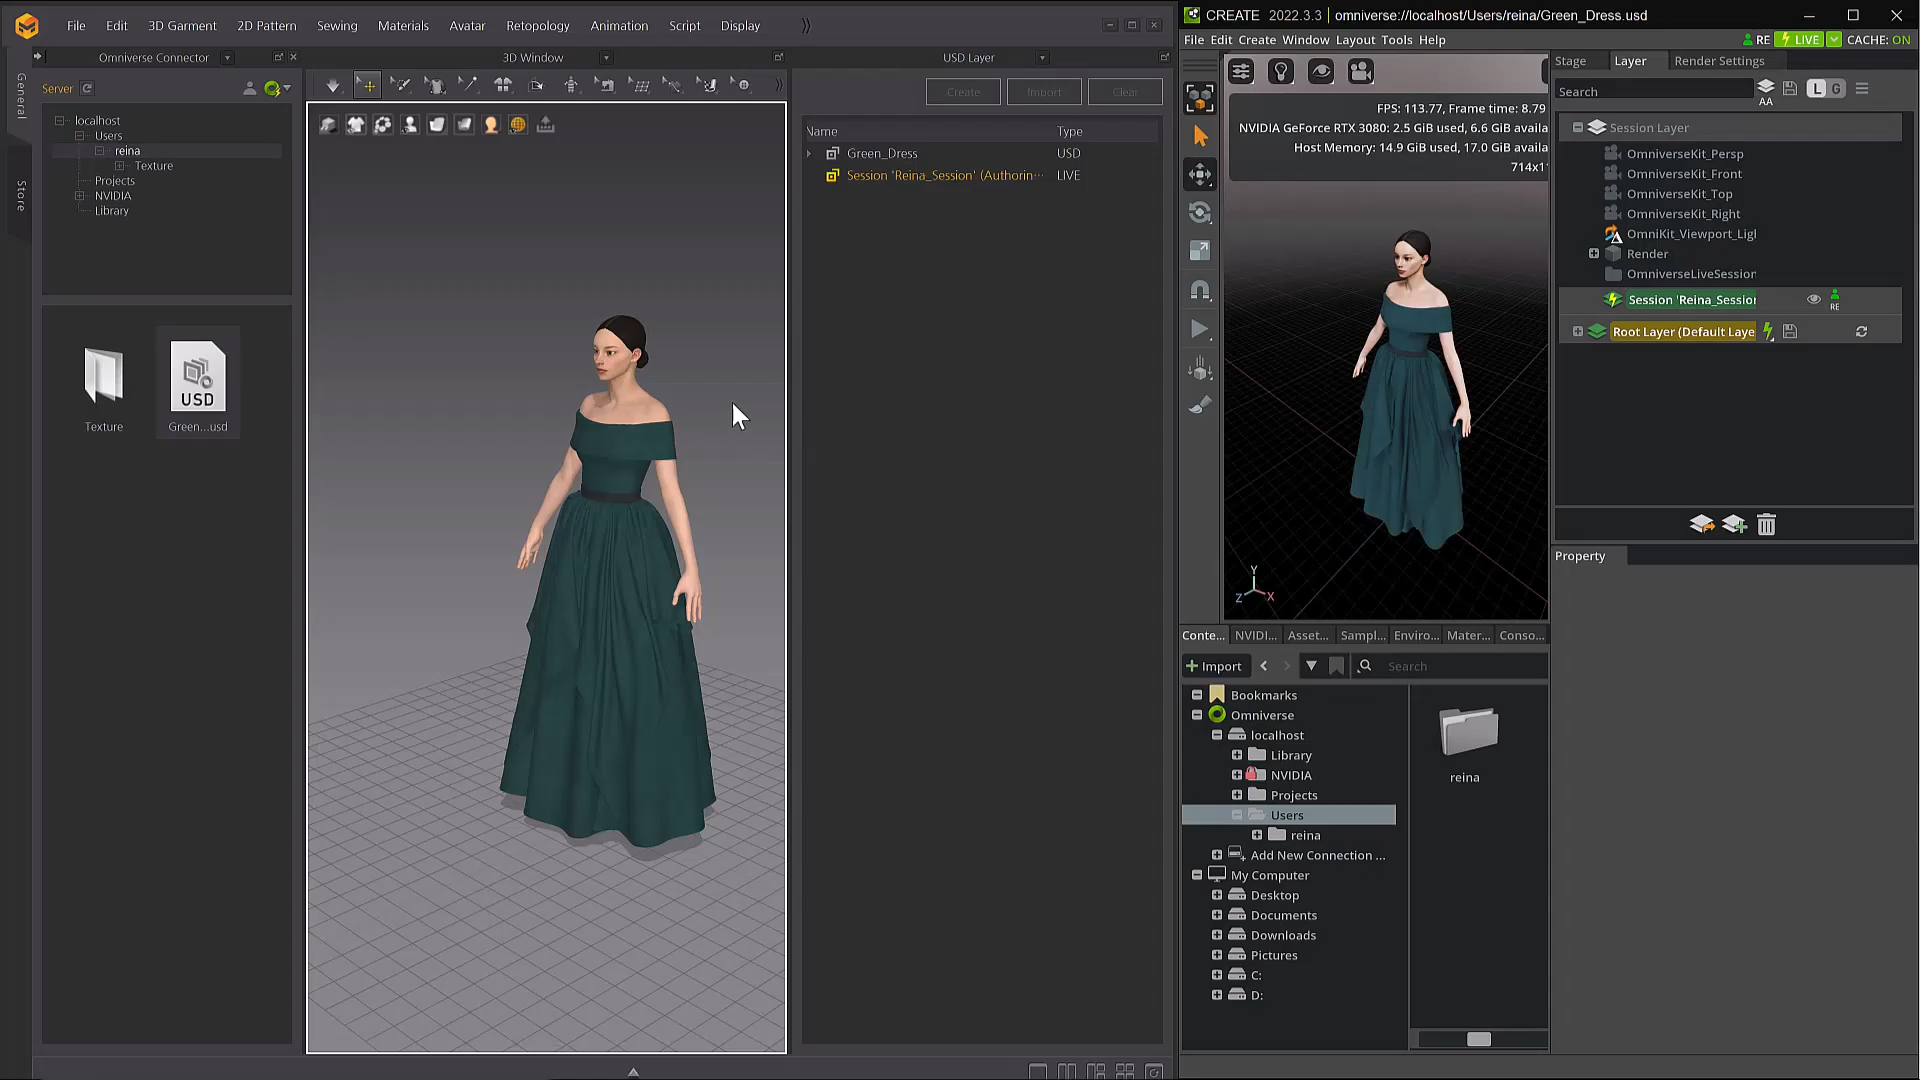 File Edit 3D Garment 2D Pattern Sewing Materials Avatar Retopology Animation Script Display
Omniverse Connector
3D Window
USD Layer
General
Store
Server
localhost
Users
reina
Texture
Projects
NVIDIA
Library
Texture
USD
Green...usd
Create Import Clear
Name Type
Green_Dress USD
Session 'Reina_Session' (Authorin··· LIVE
CREATE 2022.3.3 | omniverse://localhost/Users/reina/Green_Dress.usd
File Edit Create Window Layout Tools Help
RE LIVE CACHE: ON
FPS: 113.77, Frame time: 8.79
NVIDIA GeForce RTX 3080: 2.5 GiB used, 6.6 GiB availa
Host Memory: 14.9 GiB used, 17.0 GiB avail
714x1
Y
Z X
Stage Layer Render Settings
Search
AA
L G
Session Layer
OmniverseKit_Persp
OmniverseKit_Front
OmniverseKit_Top
OmniverseKit_Right
OmniKit_Viewport_Ligl
Render
OmniverseLiveSession
Session 'Reina_Session
RE
Root Layer (Default Laye
Property
Conte... NVIDI... Asset... Sampl... Enviro... Mater... Conso...
Import
Search
Bookmarks
Omniverse
localhost
Library
NVIDIA
Projects
Users
reina
Add New Connection ...
My Computer
Desktop
Documents
Downloads
Pictures
C:
D:
reina